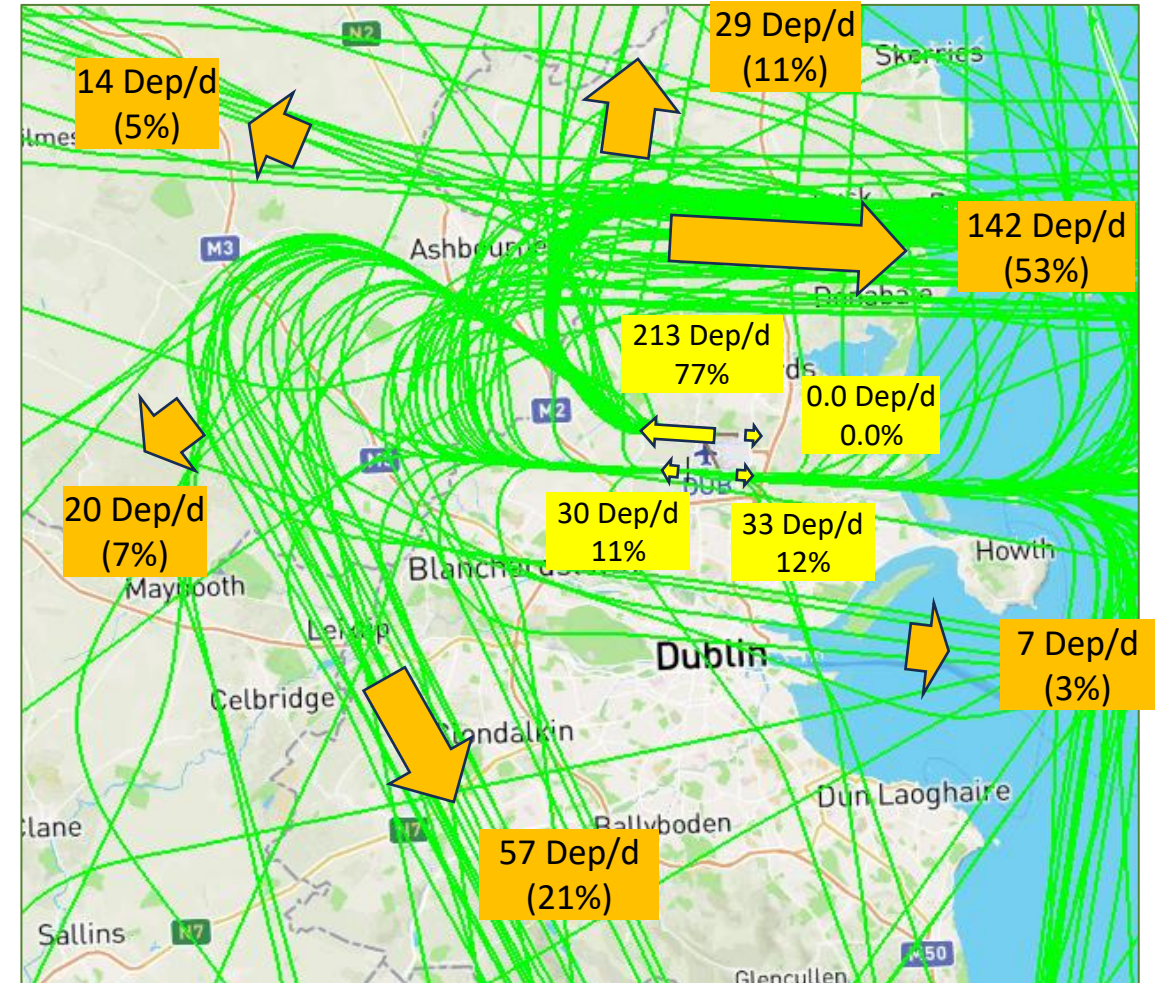 29 Dep/d
(11%)
N2
Skerries
14 Dep/d
(5%)
142 Dep/d
(53%)
M3
Ashbourne
213 Dep/d
77%
0.0 Dep/d
0.0%
M2
DUB
30 Dep/d
11%
33 Dep/d
12%
20 Dep/d
(7%)
Howth
Maynooth
Leixlip
Dublin
7 Dep/d
(3%)
Celbridge
Clondalkin
Dun Laoghaire
Ballyboden
57 Dep/d
(21%)
Sallins
N7
M50
Glencullen